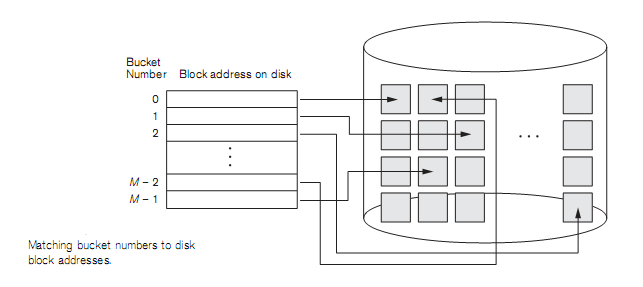 Bucket
Number Block address on disk
0
1
2
M – 2
M – 1
Matching bucket numbers to disk
block addresses.